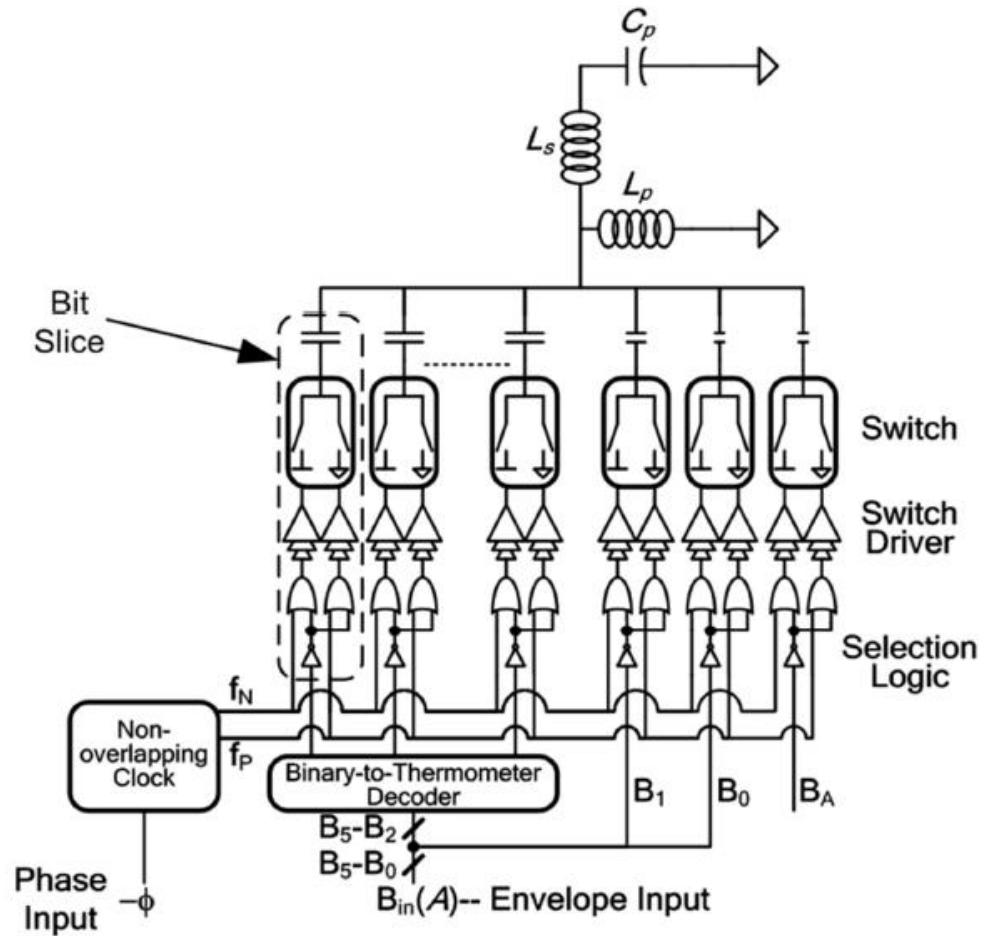 Cp
Ls
Lp
Bit
Slice
Switch
Switch
Driver
Selection
Logic
fN
fP
Non-
overlapping
Clock
Binary-to-Thermometer
Decoder
B1
B0
BA
B5-B2
B5-B0
Phase
Input
-ϕ
Bin(A)-- Envelope Input